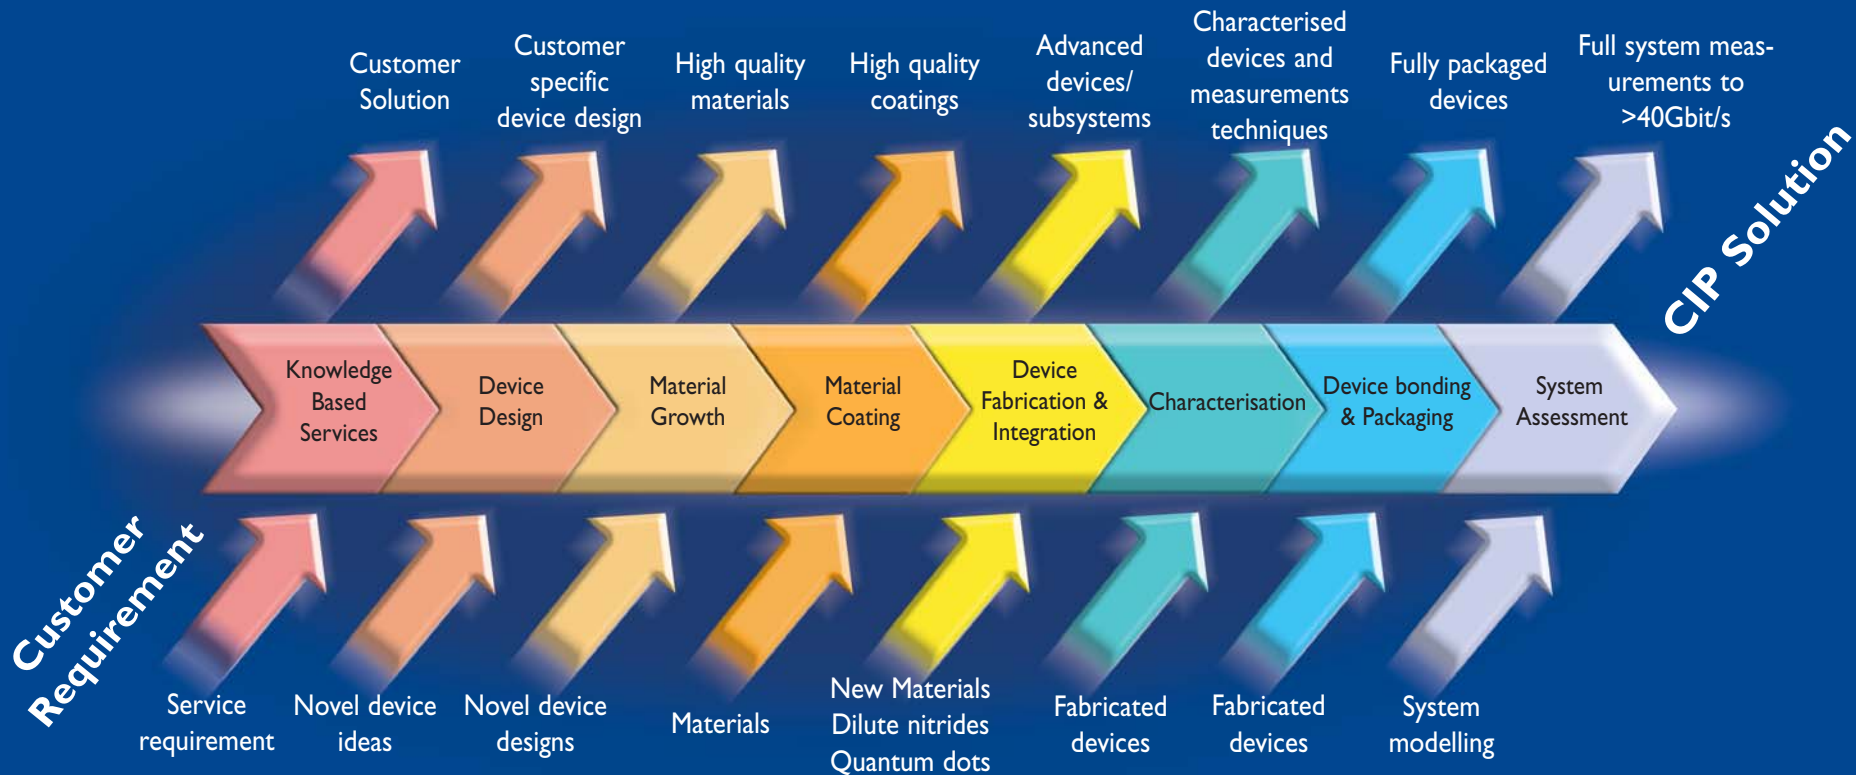 Customer
Solution
Customer
specific
device design
High quality
materials
High quality
coatings
Advanced
devices/
subsystems
Characterised
devices and
measurements
techniques
Fully packaged
devices
Full system meas-
urements to
>40Gbit/s
CIP Solution
Knowledge
Based
Services
Device
Design
Material
Growth
Material
Coating
Device
Fabrication &
Integration
Characterisation
Device bonding
& Packaging
System
Assessment
Customer
Requirement
Service
requirement
Novel device
ideas
Novel device
designs
Materials
New Materials
Dilute nitrides
Quantum dots
Fabricated
devices
Fabricated
devices
System
modelling